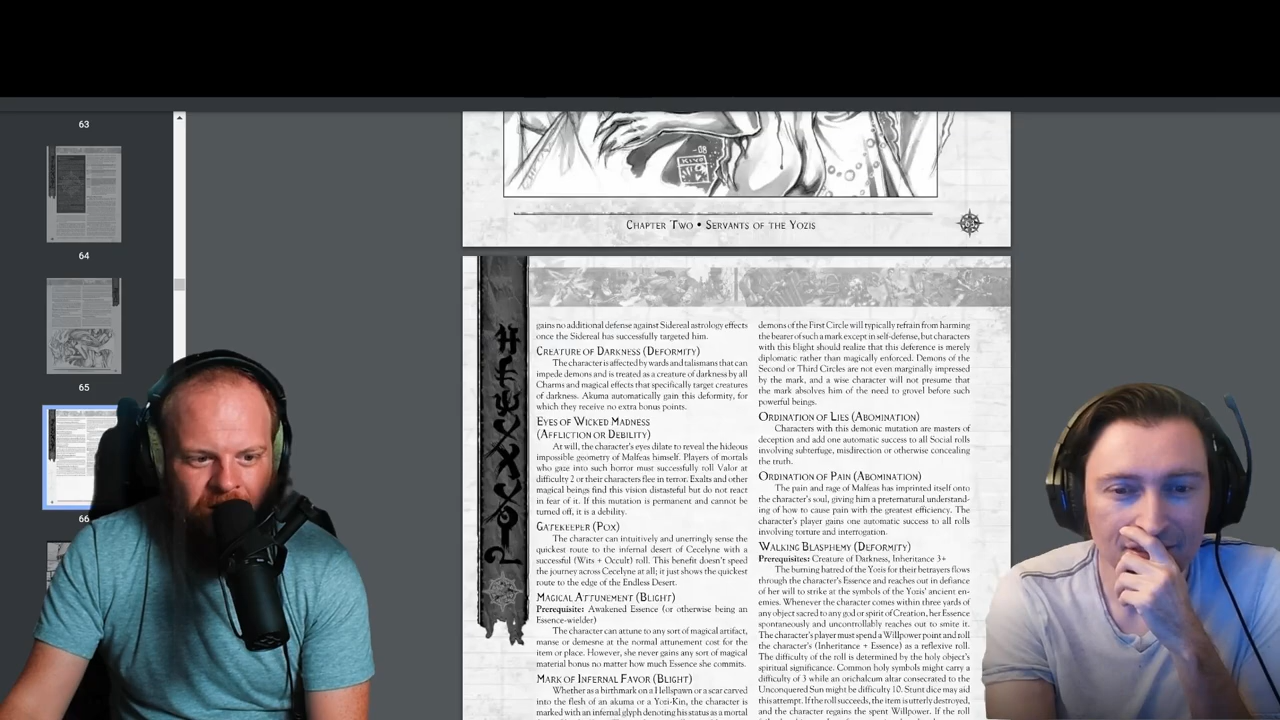 63
64
65
66
-08
KIYO
CHAPTER TWO • SERVANTS OF THE YOZIS
gains no additional defense against Sidereal astrology effects
once the Sidereal has successfully targeted him.
CREATURE OF DARKNESS (DEFORMITY)
The character is affected by wards and talismans that can
impede demons and is treated as a creature of darkness by all
Charms and magical effects that specifically target creatures
of darkness. Akuma automatically gain this deformity, for
which they receive no extra bonus points.
EYES OF WICKED MADNESS
(AFFLICTION OR DEBILITY)
At will, the character's eyes dilate to reveal the hideous
impossible geometry of Malfeas himself. Players of mortals
who gaze into such horror must successfully roll Valor at
difficulty 2 or their characters flee in terror. Exalts and other
magical beings find this vision distasteful but do not react
in fear of it. If this mutation is permanent and cannot be
turned off, it is a debility.
GATEKEEPER (POX)
The character can intuitively and unerringly sense the
quickest route to the infernal desert of Cecelyne with a
successful (Wits + Occult) roll. This benefit doesn't speed
the journey across Cecelyne at all; it just shows the quickest
route to the edge of the Endless Desert.
MAGICAL ATTUNEMENT (BLIGHT)
Prerequisite: Awakened Essence (or otherwise being an
Essence-wielder)
The character can attune to any sort of magical artifact,
manse or demesne at the normal attunement cost for the
item or place. However, she never gains any sort of magical
material bonus no matter how much Essence she commits.
MARK OF INFERNAL FAVOR (BLIGHT)
Whether as a birthmark on a Hellspawn or a scar carved
into the flesh of an akuma or a Yozi-Kin, the character is
marked with an infernal glyph denoting his status as a mortal
demons of the First Circle will typically refrain from harming
the bearer of such a mark except in self-defense, but characters
with this blight should realize that this deference is merely
diplomatic rather than magically enforced. Demons of the
Second or Third Circles are not even marginally impressed
by the mark, and a wise character will not presume that
the mark absolves him of the need to grovel before such
powerful beings.
ORDINATION OF LIES (ABOMINATION)
Characters with this demonic mutation are masters of
deception and add one automatic success to all Social rolls
involving subterfuge, misdirection or otherwise concealing
the truth.
ORDINATION OF PAIN (ABOMINATION)
The pain and rage of Malfeas has imprinted itself onto
the character's soul, giving him a preternatural understand-
ing of how to cause pain with the greatest efficiency. The
character's player gains one automatic success to all rolls
involving torture and interrogation.
WALKING BLASPHEMY (DEFORMITY)
Prerequisites: Creature of Darkness, Inheritance 3+
The burning hatred of the Yozis for their betrayers flows
through the character's Essence and reaches out in defiance
of her will to strike at the symbols of the Yozis' ancient en-
emies. Whenever the character comes within three yards of
any object sacred to any god or spirit of Creation, her Essence
spontaneously and uncontrollably reaches out to smite it.
The character's player must spend a Willpower point and roll
the character's (Inheritance + Essence) as a reflexive roll.
The difficulty of the roll is determined by the holy object's
spiritual significance. Common holy symbols might carry a
difficulty of 3 while an orichalcum altar consecrated to the
Unconquered Sun might be difficulty 10. Stunt dice may aid
this attempt. If the roll succeeds, the item is utterly destroyed,
and the character regains the spent Willpower. If the roll